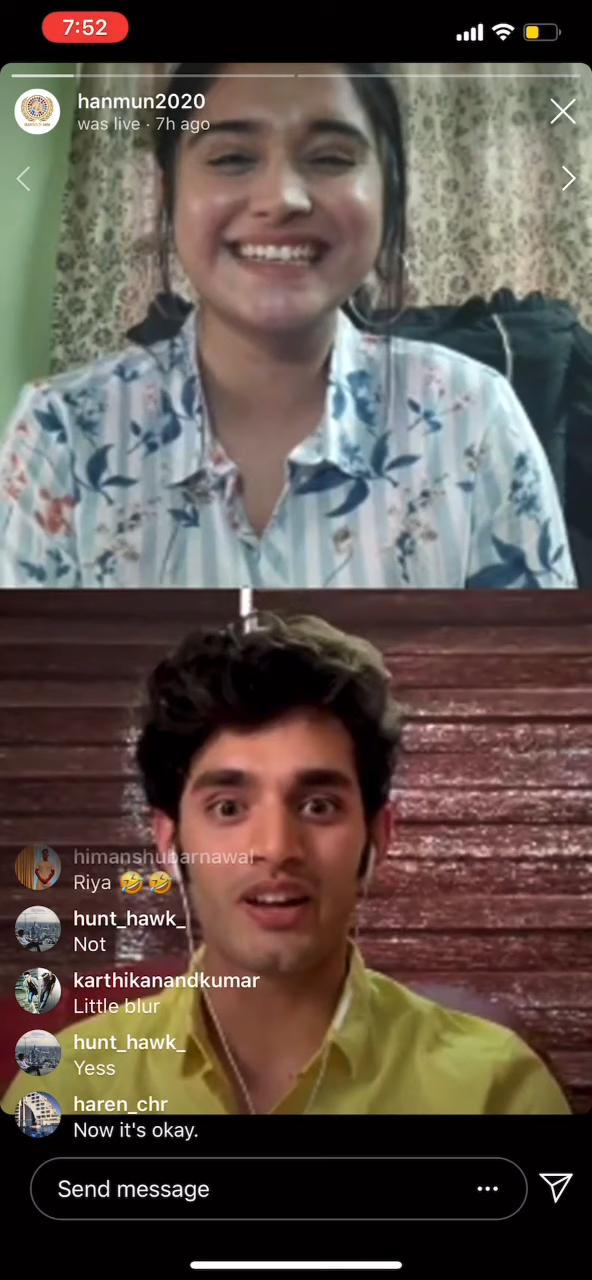 7:52
hanmun2020
was live · 7h ago
himanshubarnawal
Riya 🤣🤣
hunt_hawk_
Not
karthikanandkumar
Little blur
hunt_hawk_
Yess
haren_chr
Now it's okay.
Send message